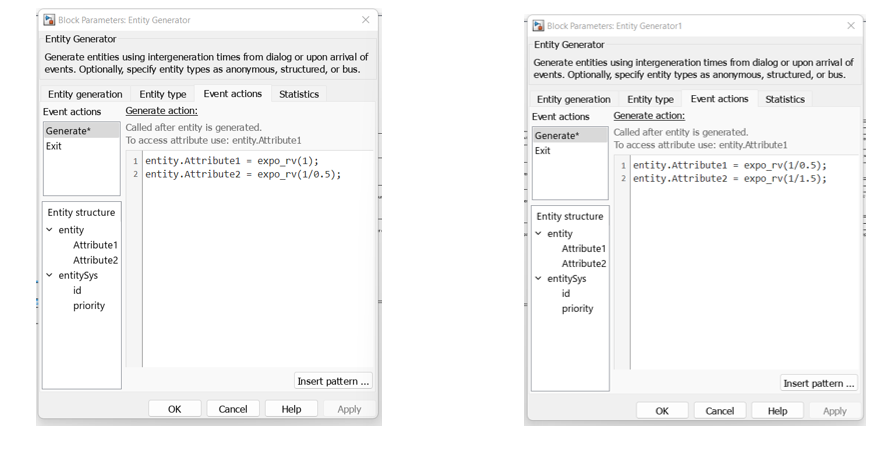 Block Parameters: Entity Generator
Entity Generator
Generate entities using intergeneration times from dialog or upon arrival of
events. Optionally, specify entity types as anonymous, structured, or bus.
Entity generation Entity type Event actions Statistics
Event actions
Generate*
Exit
Generate action:
Called after entity is generated.
To access attribute use: entity.Attribute1
1 entity.Attribute1 = expo_rv(1);
2 entity.Attribute2 = expo_rv(1/0.5);
Entity structure
entity
Attribute1
Attribute2
entitySys
id
priority
Insert pattern ...
OK Cancel Help Apply
Block Parameters: Entity Generator1
Entity Generator
Generate entities using intergeneration times from dialog or upon arrival of
events. Optionally, specify entity types as anonymous, structured, or bus.
Entity generation Entity type Event actions Statistics
Event actions
Generate*
Exit
Generate action:
Called after entity is generated.
To access attribute use: entity.Attribute1
1 entity.Attribute1 = expo_rv(1/0.5);
2 entity.Attribute2 = expo_rv(1/1.5);
Entity structure
entity
Attribute1
Attribute2
entitySys
id
priority
Insert pattern ...
OK Cancel Help Apply